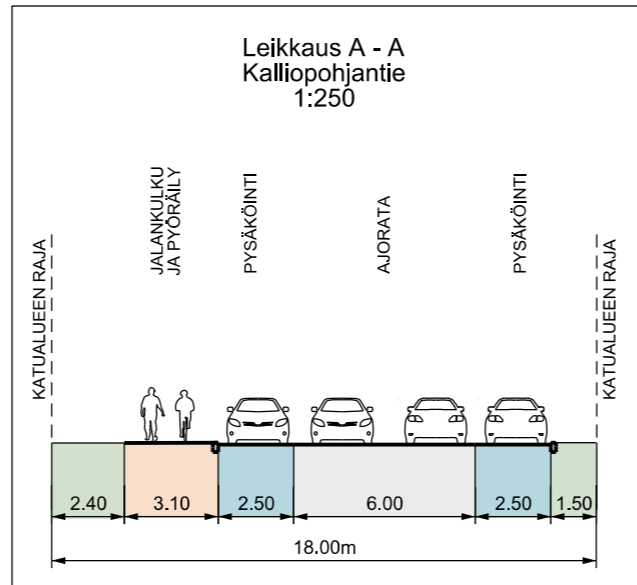 Leikkaus A - A
Kalliopohjantie
1:250
KATUALUEEN RAJA
JALANKULKU
JA PYÖRÄILY
PYSÄKÖINTI
AJORATA
PYSÄKÖINTI
KATUALUEEN RAJA
2.40 3.10 2.50 6.00 2.50 1.50
18.00m